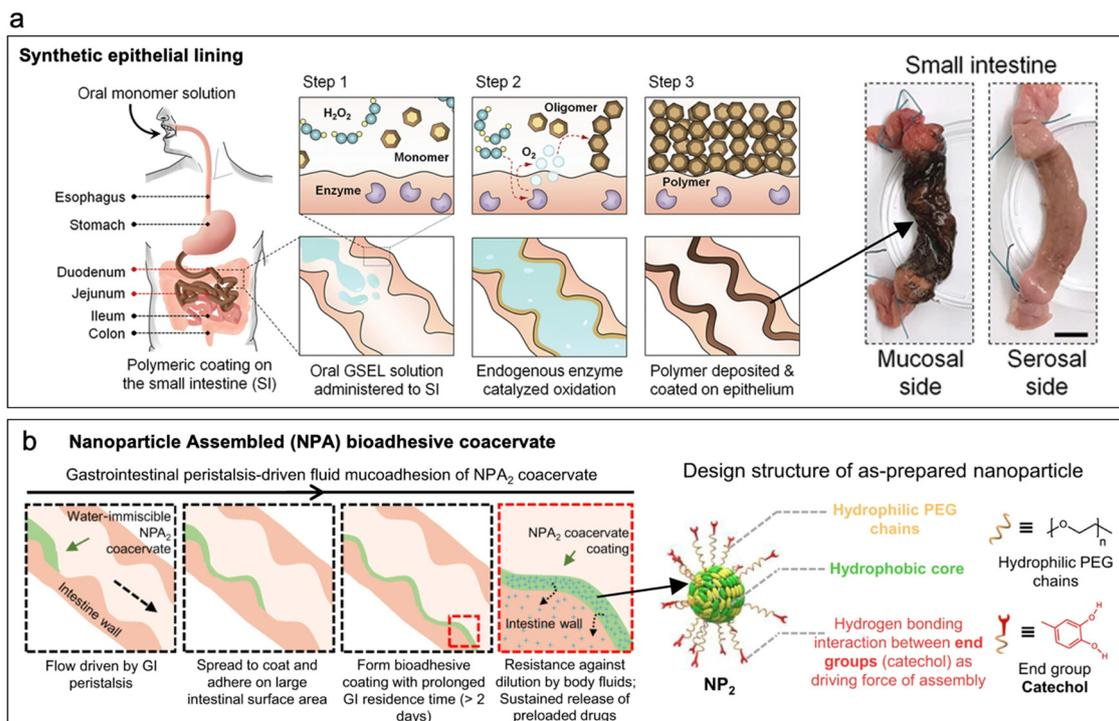 a
Synthetic epithelial lining
Oral monomer solution
Esophagus
Stomach
Duodenum
Jejunum
Ileum
Colon
Polymeric coating on
the small intestine (SI)
Step 1
H2O2
Monomer
Enzyme
Oral GSEL solution
administered to SI
Step 2
Oligomer
O2
Endogenous enzyme
catalyzed oxidation
Step 3
Polymer
Polymer deposited &
coated on epithelium
Small intestine
Mucosal
side
Serosal
side
b
Nanoparticle Assembled (NPA) bioadhesive coacervate
Gastrointestinal peristalsis-driven fluid mucoadhesion of NPA2 coacervate
Water-immiscible
NPA2
coacervate
Intestine wall
Flow driven by GI
peristalsis
Spread to coat and
adhere on large
intestinal surface area
Form bioadhesive
coating with prolonged
GI residence time (> 2
days)
NPA2 coacervate
coating
Intestine wall
Resistance against
dilution by body fluids;
Sustained release of
preloaded drugs
Design structure of as-prepared nanoparticle
NP2
Hydrophilic PEG
chains
Hydrophobic core
Hydrogen bonding
interaction between end
groups (catechol) as
driving force of assembly
≡
O
n
Hydrophilic PEG
chains
≡
O
H
O
H
End group
Catechol